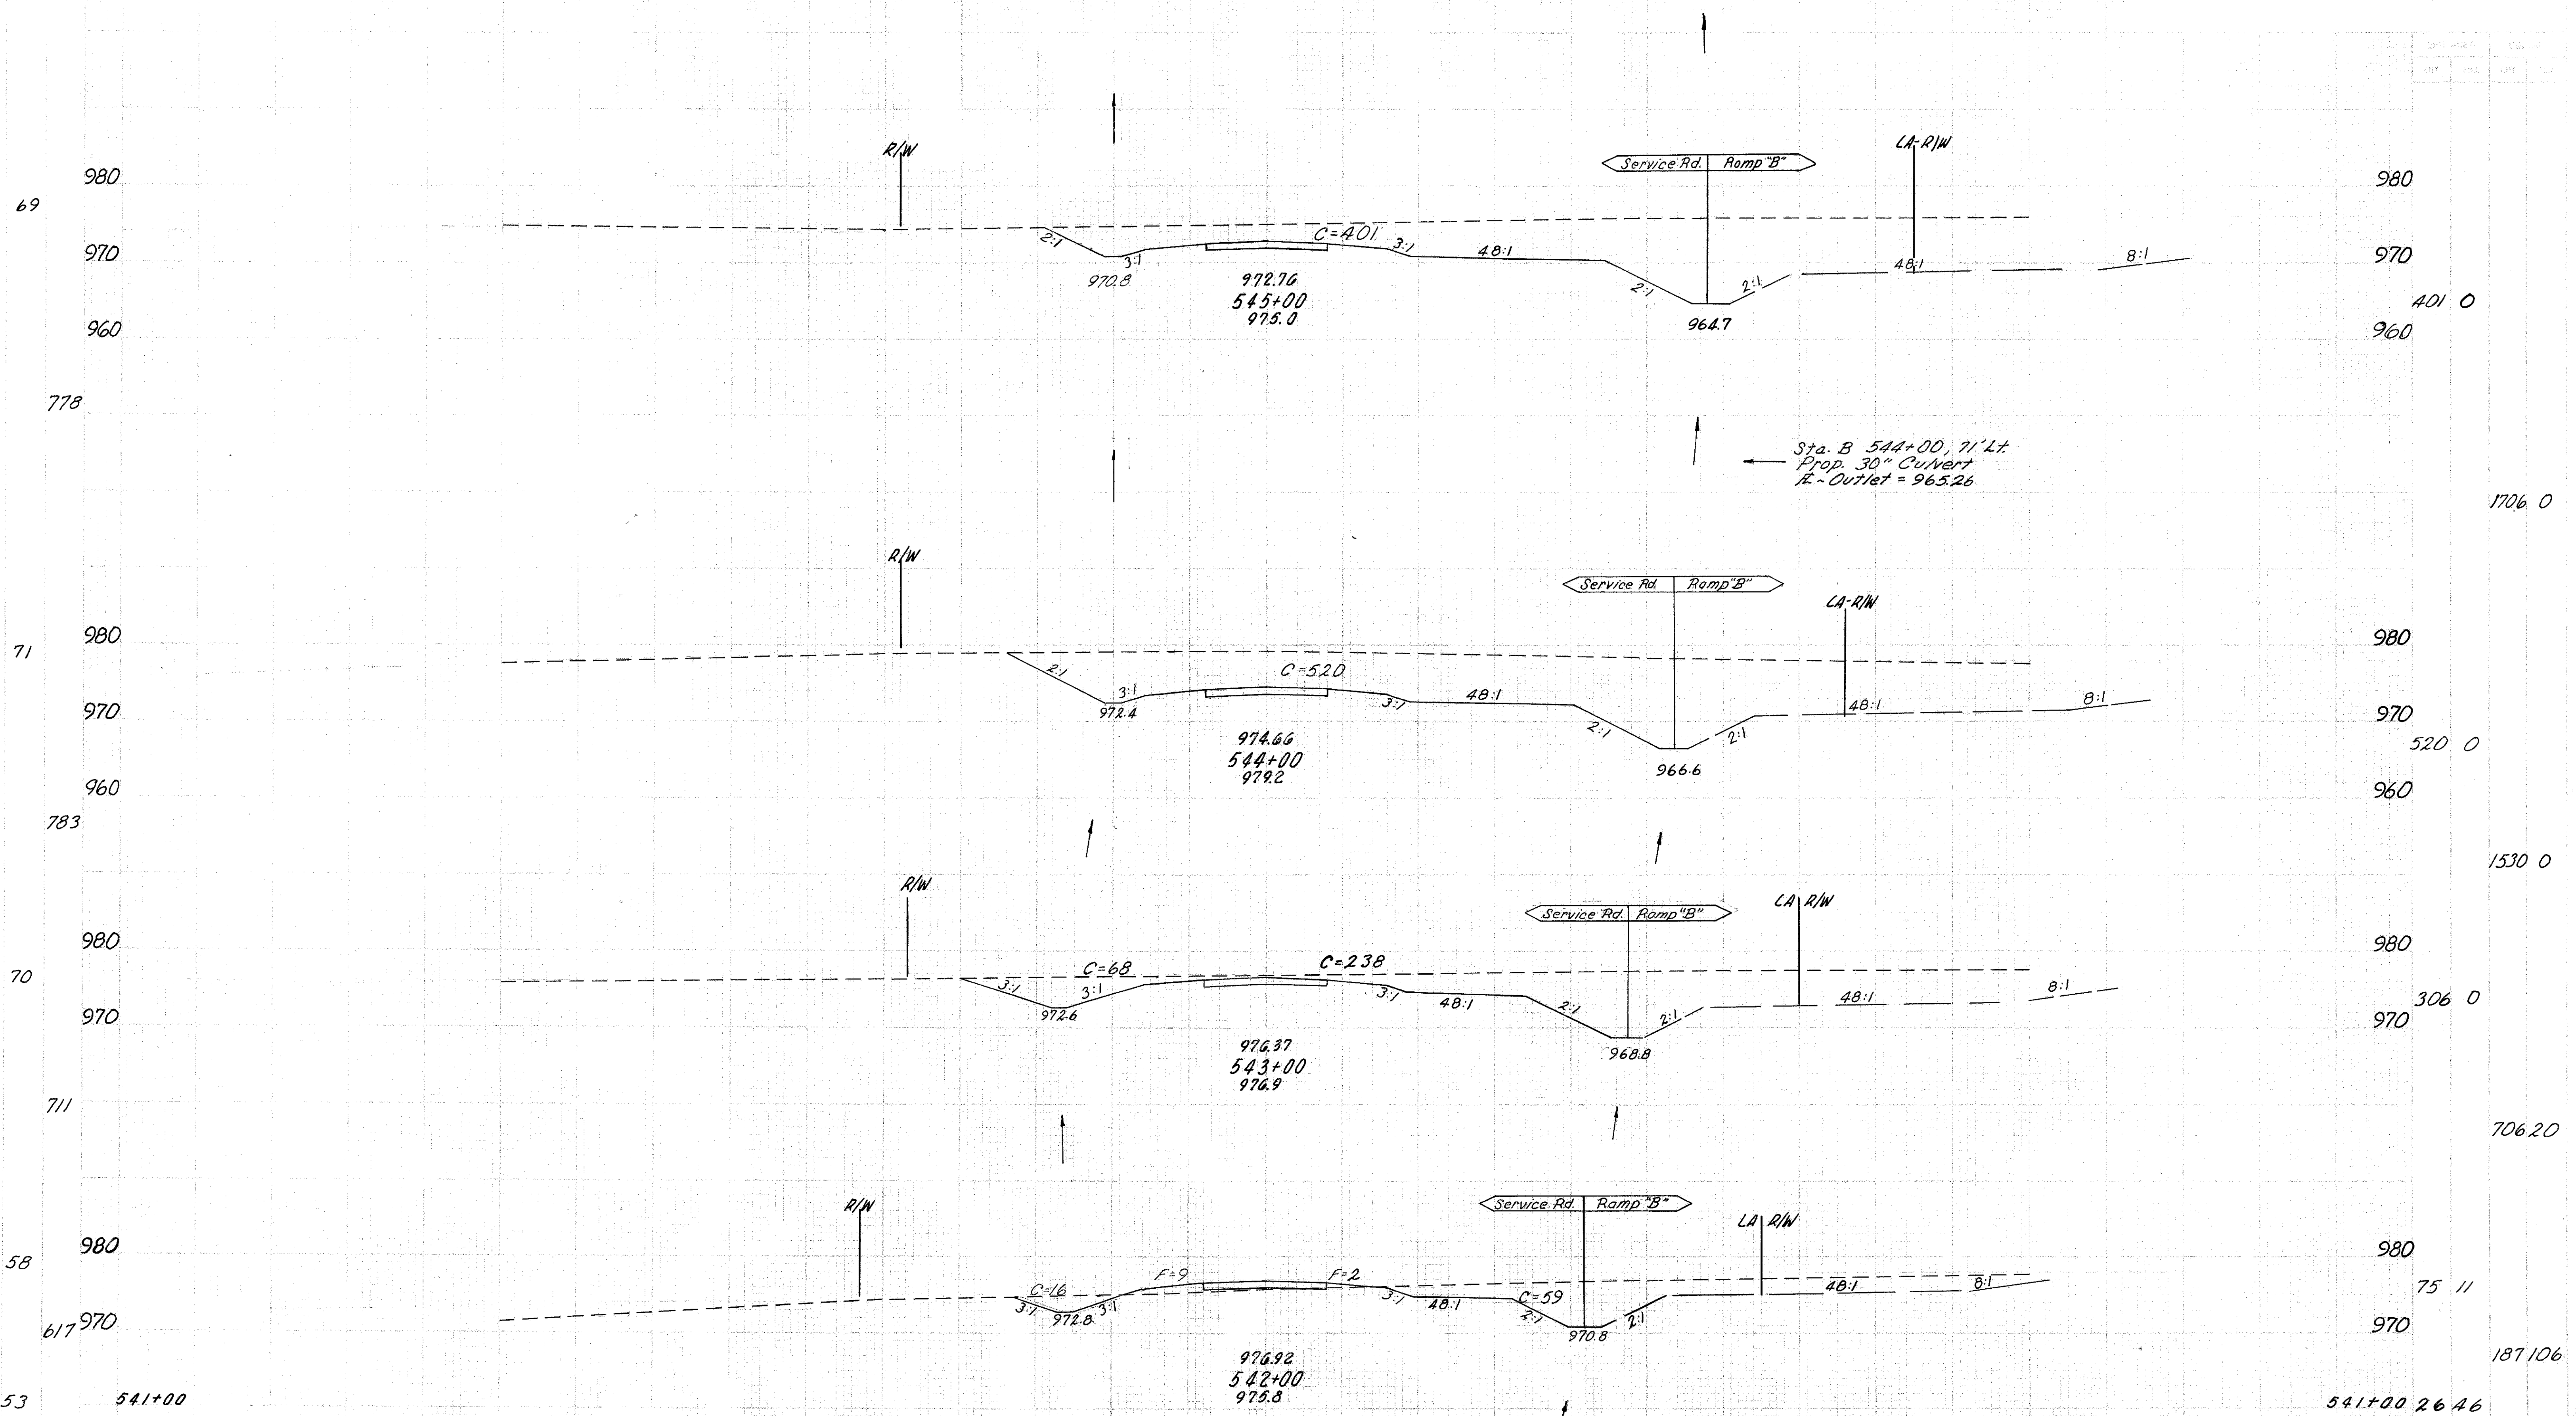 R/W
LA-R/W
Service Rd. Ramp "B"
980 980
69
C=401
2:1 3:1 3:1 48:1 2:1 2:1 48:1 8:1
970 970
970.8 972.76
545+00
975.0
964.7
401 0
960 960
778
Sta. B 544+00, 71' Lt.
Prop. 30" Culvert
Outlet = 965.26
1706 0
R/W
Service Rd. Ramp "B"
LA-R/W
980 980
71
C=520
2:1 3:1 3:1 48:1 2:1 2:1 48:1 8:1
970 970
972.4
974.66
544+00
979.2
966.6
520 0
960 960
783
1530 0
R/W
LA R/W
Service Rd. Ramp "B"
980 980
70
C=68 C=238
3:1 3:1 3:1 48:1 2:1 2:1 48:1 8:1
306 0
970 970
972.6
976.37
543+00
976.9
968.8
711
706 20
R/W
Service Rd. Ramp "B"
LA R/W
980 980
58
C=16 F=9 F=2 C=59
3:1 3:1 3:1 48:1 2:1 2:1 48:1 8:1
75 11
617 970 970
972.8 970.8
976.92
542+00
975.8
187 106
53 541+00 541+00 26 46